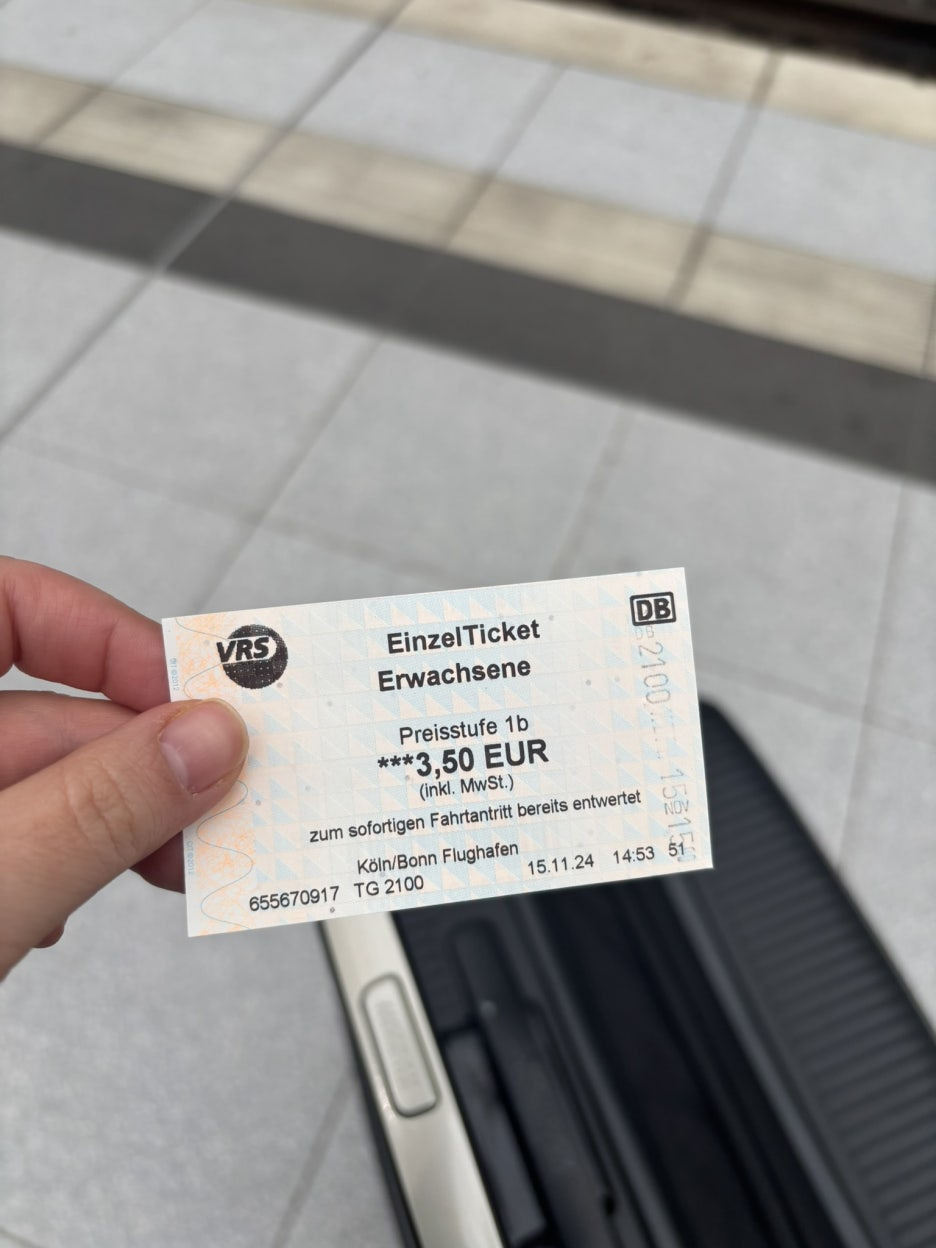 VRS
DB
EinzelTicket
Erwachsene
Preisstufe 1b
***3,50 EUR
(inkl. MwSt.)
zum sofortigen Fahrtantritt bereits entwertet
Köln/Bonn Flughafen 15.11.24 14:53 51
655670917 TG 2100
2100